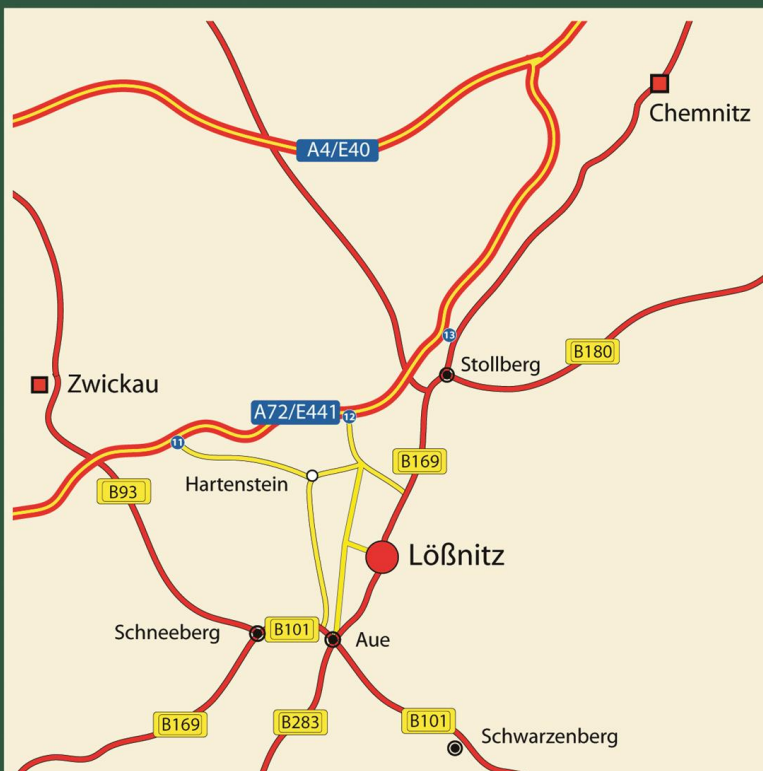 Chemnitz
A4/E40
13
Stollberg
B180
Zwickau
A72/E441
12
11
B169
Hartenstein
B93
Lößnitz
Schneeberg
B101
Aue
B169
B283
B101
Schwarzenberg